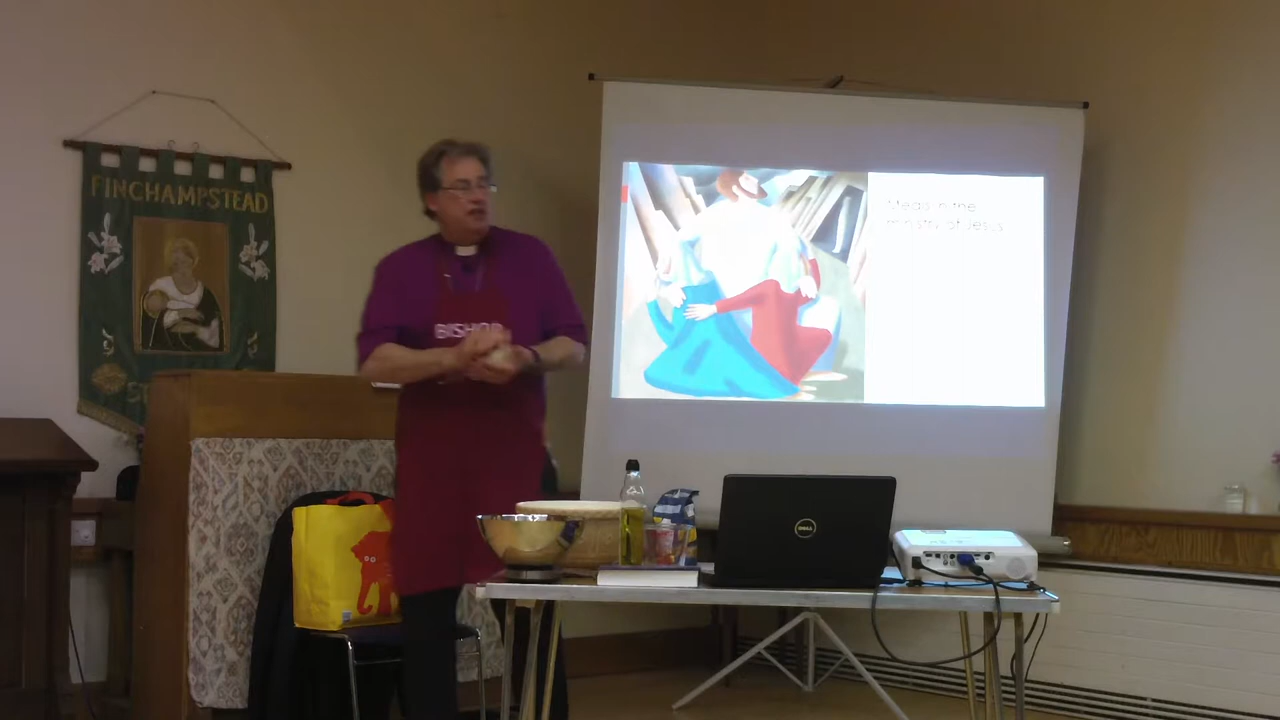 FINCHAMPSTEAD
BISHOP
Meals in the
ministry of Jesus
DELL